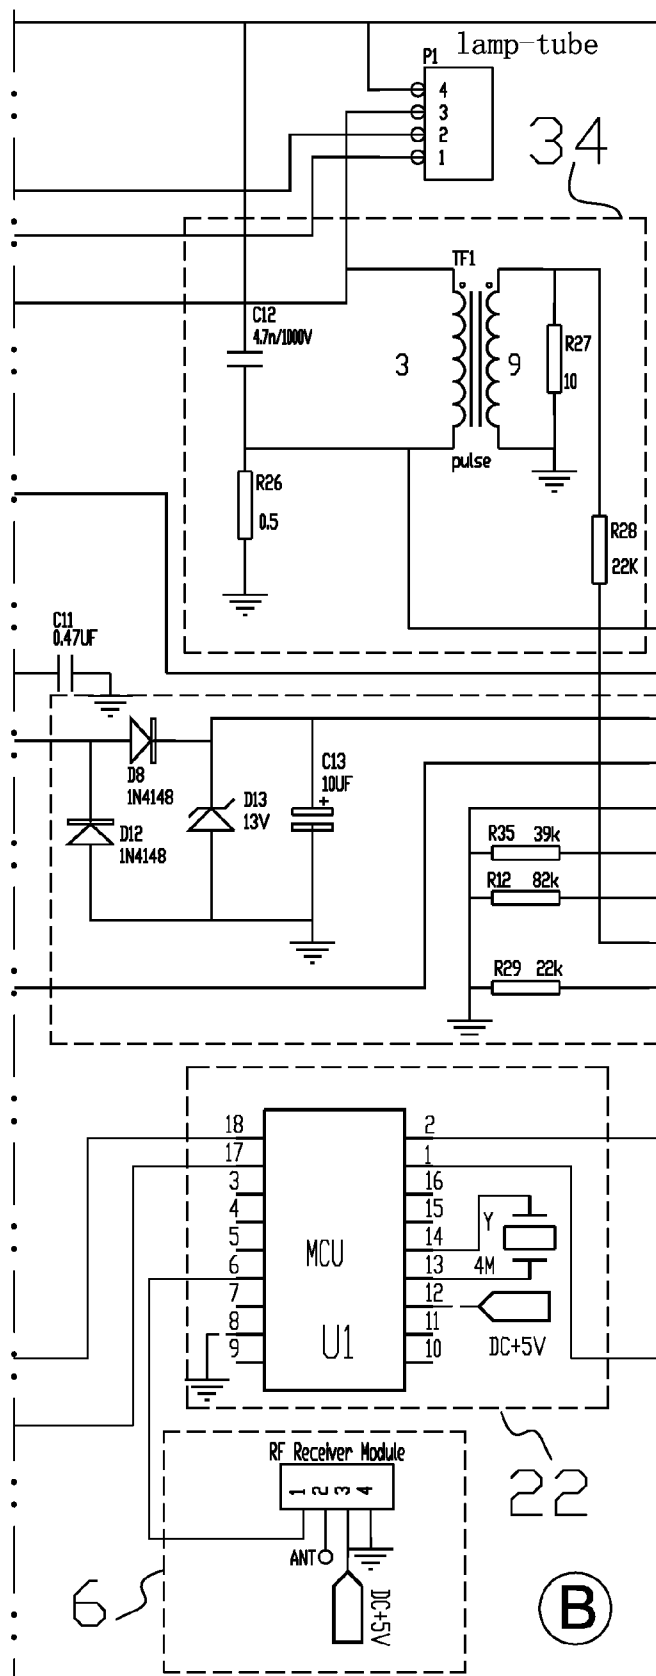 lamp-tube
P1
4
3
2
1
34
TF1
C12
4.7n/1000V
3
9
R27
10
pulse
R26
0.5
R28
22K
C11
0.47UF
D8
1N4148
D13
13V
C13
10UF
+
D12
1N4148
R35 39k
R12 82k
R29 22k
18
17
3
4
5
6
7
8
9
MCU
U1
2
1
16
15
14
13
12
11
10
Y
4M
DC+5V
22
RF Receiver Module
1 2 3 4
ANT
DC+5V
6
B